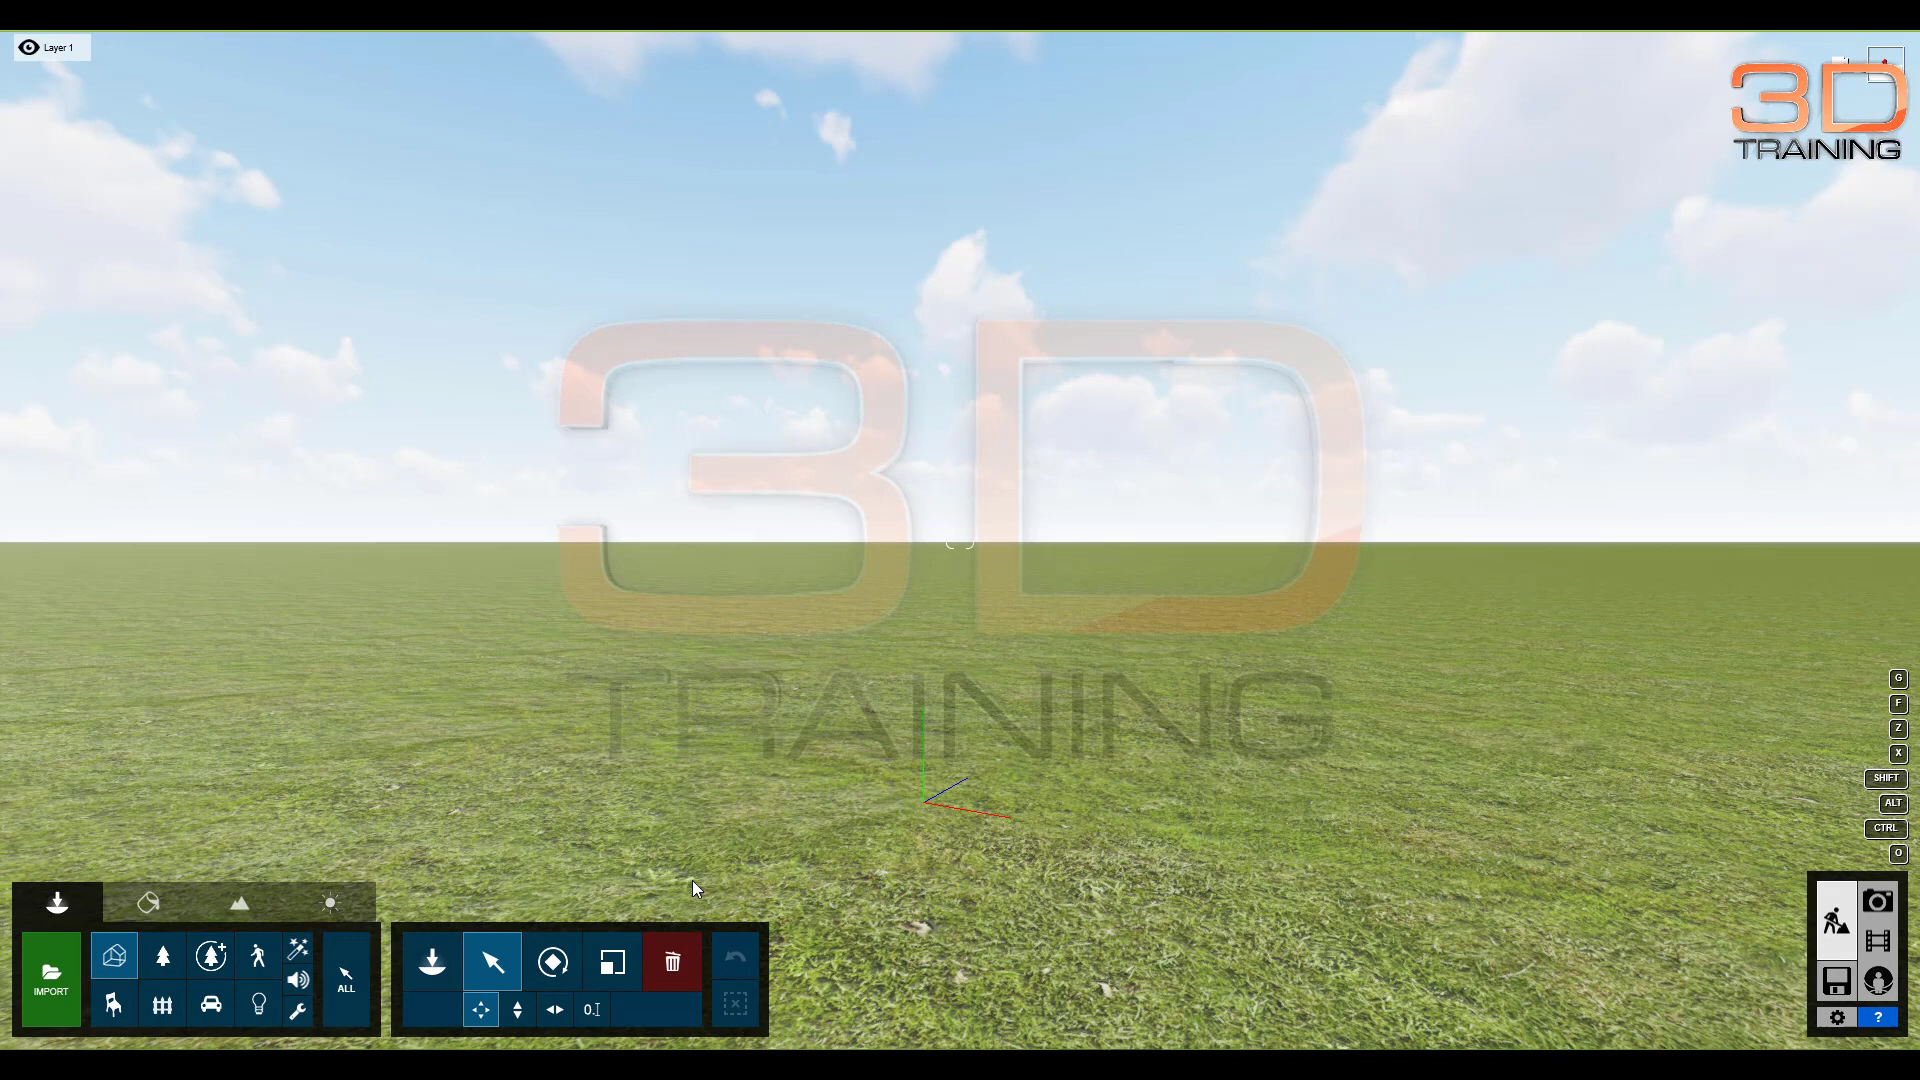 Layer 1
3D
TRAINING
3D
TRAINING
G
F
Z
X
SHIFT
ALT
CTRL
O
IMPORT
ALL
0.
?